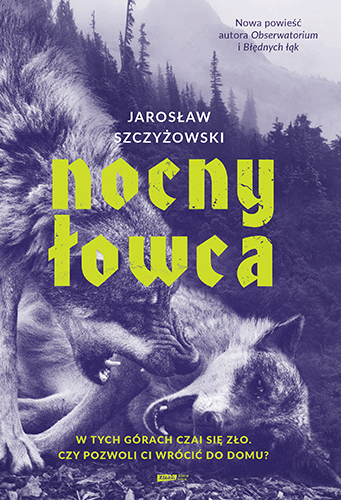 Nowa powieść
autora Obserwatorium
i Błędnych łąk
JAROSŁAW
SZCZYŻOWSKI
nocny
łowca
W TYCH GÓRACH CZAI SIĘ ZŁO.
CZY POZWOLI CI WRÓCIĆ DO DOMU?